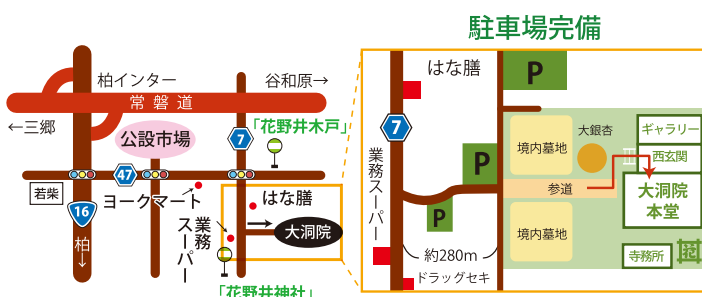 駐車場完備
柏インター
谷和原→
常磐道
←三郷
公設市場
7
「花野井木戸」
47
若柴
16
柏→
ヨークマート
はな膳
業務
スーパー
大洞院
「花野井神社」
はな膳
P
7
業務スーパー
P
P
境内墓地
大銀杏
ギャラリー
西玄関
参道
大洞院
本堂
境内墓地
寺務所
約280m
ドラッグセキ